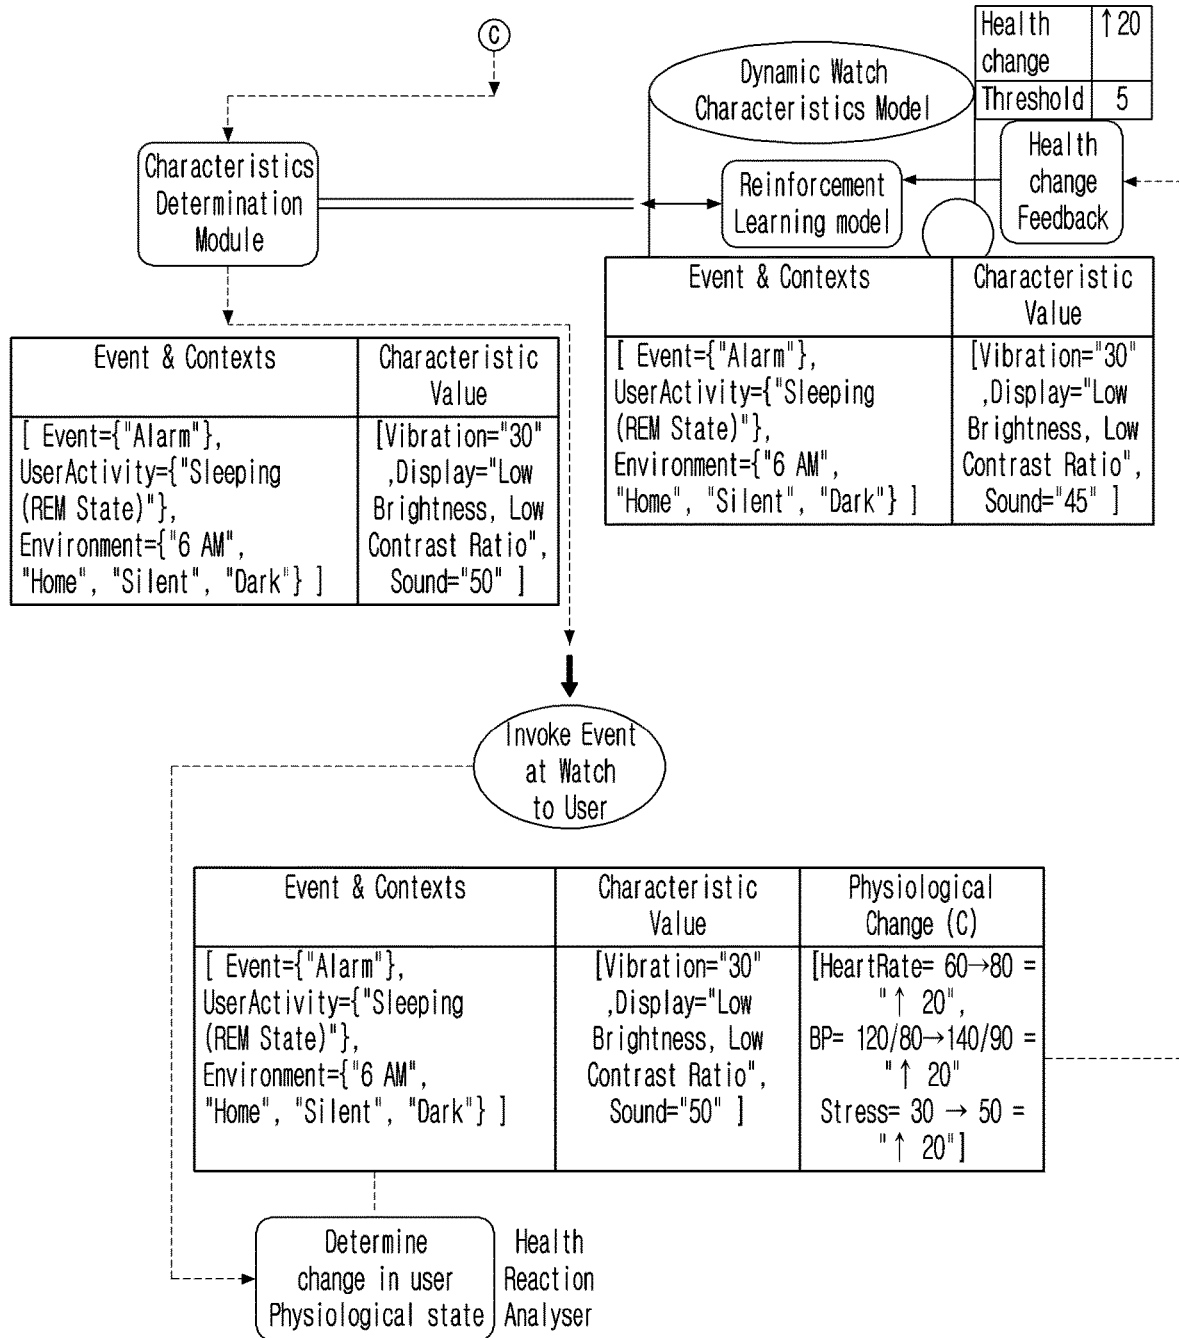 C
Health
change
↑20
Threshold
5
Dynamic Watch
Characteristics Model
Characteristics
Determination
Module
Reinforcement
Learning model
Health
change
Feedback
Event & Contexts
Characteristic
Value
[ Event={"Alarm"},
UserActivity={"Sleeping
(REM State)"},
Environment={"6 AM",
"Home", "Silent", "Dark"} ]
[Vibration="30"
,Display="Low
Brightness, Low
Contrast Ratio",
Sound="45" ]
Event & Contexts
Characteristic
Value
[ Event={"Alarm"},
UserActivity={"Sleeping
(REM State)"},
Environment={"6 AM",
"Home", "Silent", "Dark"} ]
[Vibration="30"
,Display="Low
Brightness, Low
Contrast Ratio",
Sound="50" ]
Invoke Event
at Watch
to User
Event & Contexts
Characteristic
Value
Physiological
Change (C)
[ Event={"Alarm"},
UserActivity={"Sleeping
(REM State)"},
Environment={"6 AM",
"Home", "Silent", "Dark"} ]
[Vibration="30"
,Display="Low
Brightness, Low
Contrast Ratio",
Sound="50" ]
[HeartRate= 60→80 =
"↑ 20",
BP= 120/80→140/90 =
"↑ 20"
Stress= 30 → 50 =
"↑ 20"]
Determine
change in user
Physiological state
Health
Reaction
Analyser